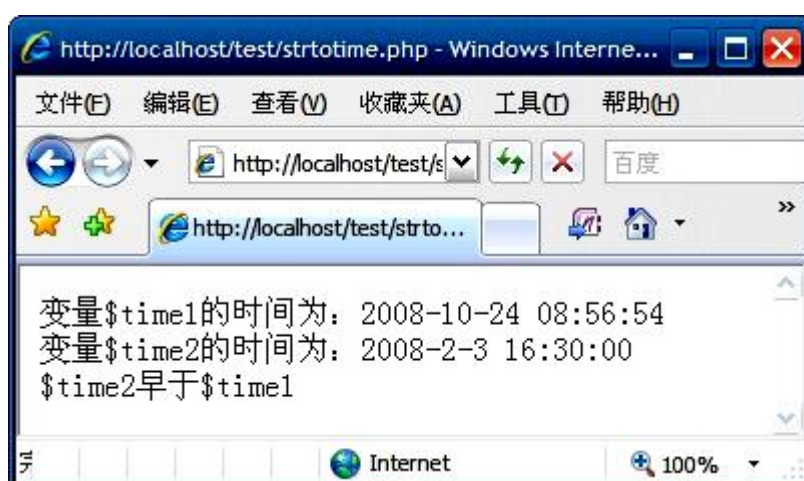 http://localhost/test/strtotime.php - Windows Interne...
文件(F) 编辑(E) 查看(V) 收藏夹(A) 工具(T) 帮助(H)
http://localhost/test/s 百度
http://localhost/test/strto... »
变量$time1的时间为: 2008-10-24 08:56:54
变量$time2的时间为: 2008-2-3 16:30:00
$time2早于$time1
Internet 100%